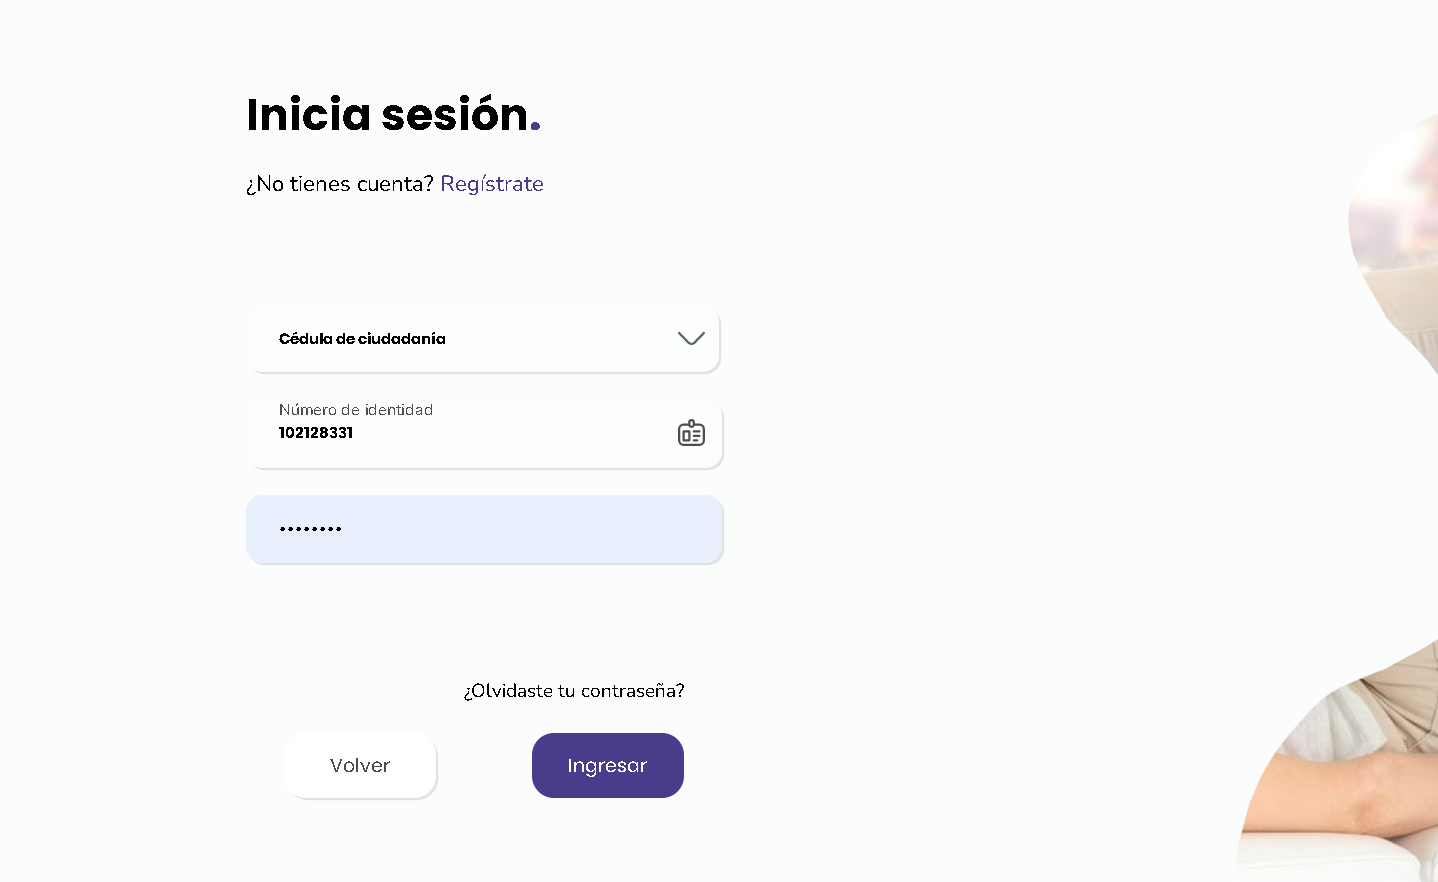 Inicia sesión.
¿No tienes cuenta? Regístrate
Cédula de ciudadanía
Número de identidad
102128331
••••••••
¿Olvidaste tu contraseña?
Volver
Ingresar